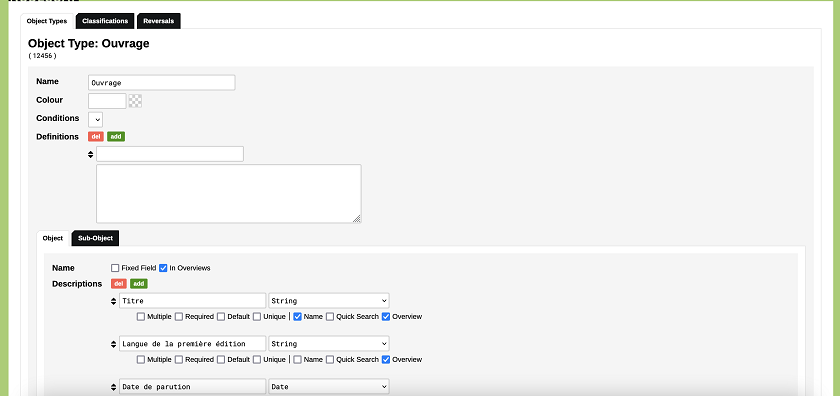 Object Types Classifications Reversals
Object Type: Ouvrage
( 12456 )
Name Ouvrage
Colour
Conditions
Definitions del add
Object Sub-Object
Name Fixed Field In Overviews
Descriptions del add
Titre String
Multiple Required Default Unique | Name Quick Search Overview
Langue de la première édition String
Multiple Required Default Unique | Name Quick Search Overview
Date de parution Date